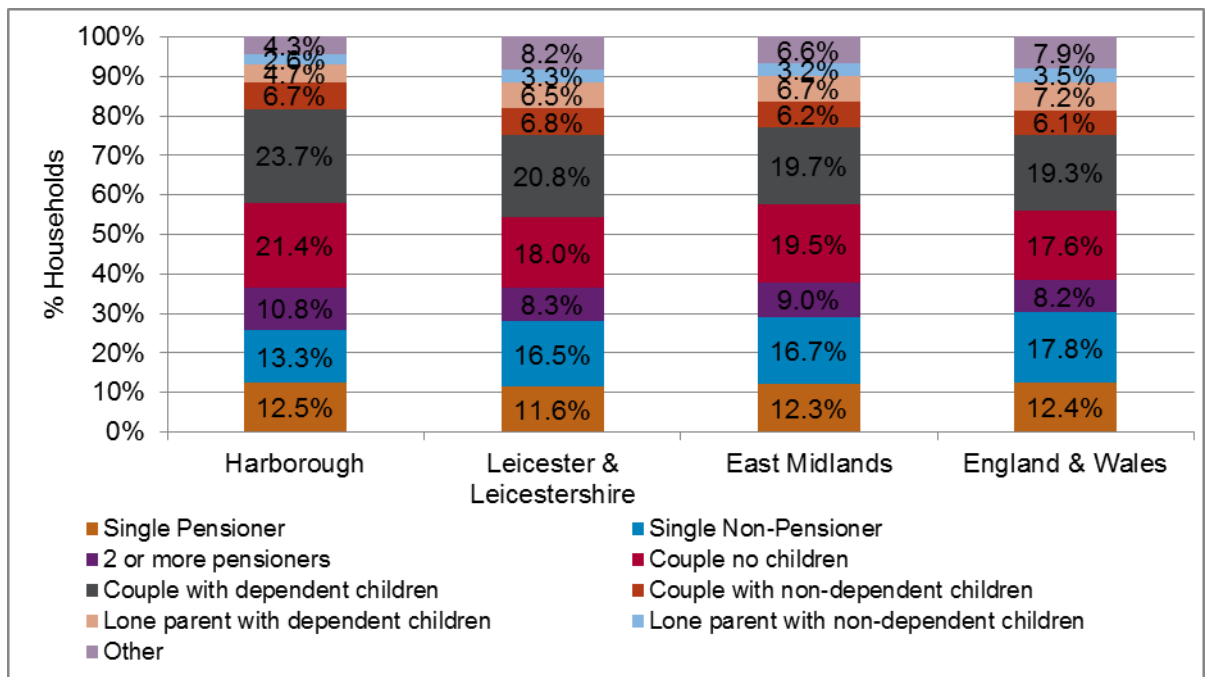 100%
90%
80%
70%
60%
50%
40%
30%
20%
10%
0%
% Households
4.3% 8.2% 6.6% 7.9%
2.6% 3.3% 3.2% 3.5%
4.7% 6.5% 6.7% 7.2%
6.7% 6.8% 6.2% 6.1%
23.7% 20.8% 19.7% 19.3%
21.4% 18.0% 19.5% 17.6%
10.8% 8.3% 9.0% 8.2%
13.3% 16.5% 16.7% 17.8%
12.5% 11.6% 12.3% 12.4%
Harborough
Leicester &
Leicestershire
East Midlands
England & Wales
Single Pensioner
Single Non-Pensioner
2 or more pensioners
Couple no children
Couple with dependent children
Couple with non-dependent children
Lone parent with dependent children
Lone parent with non-dependent children
Other